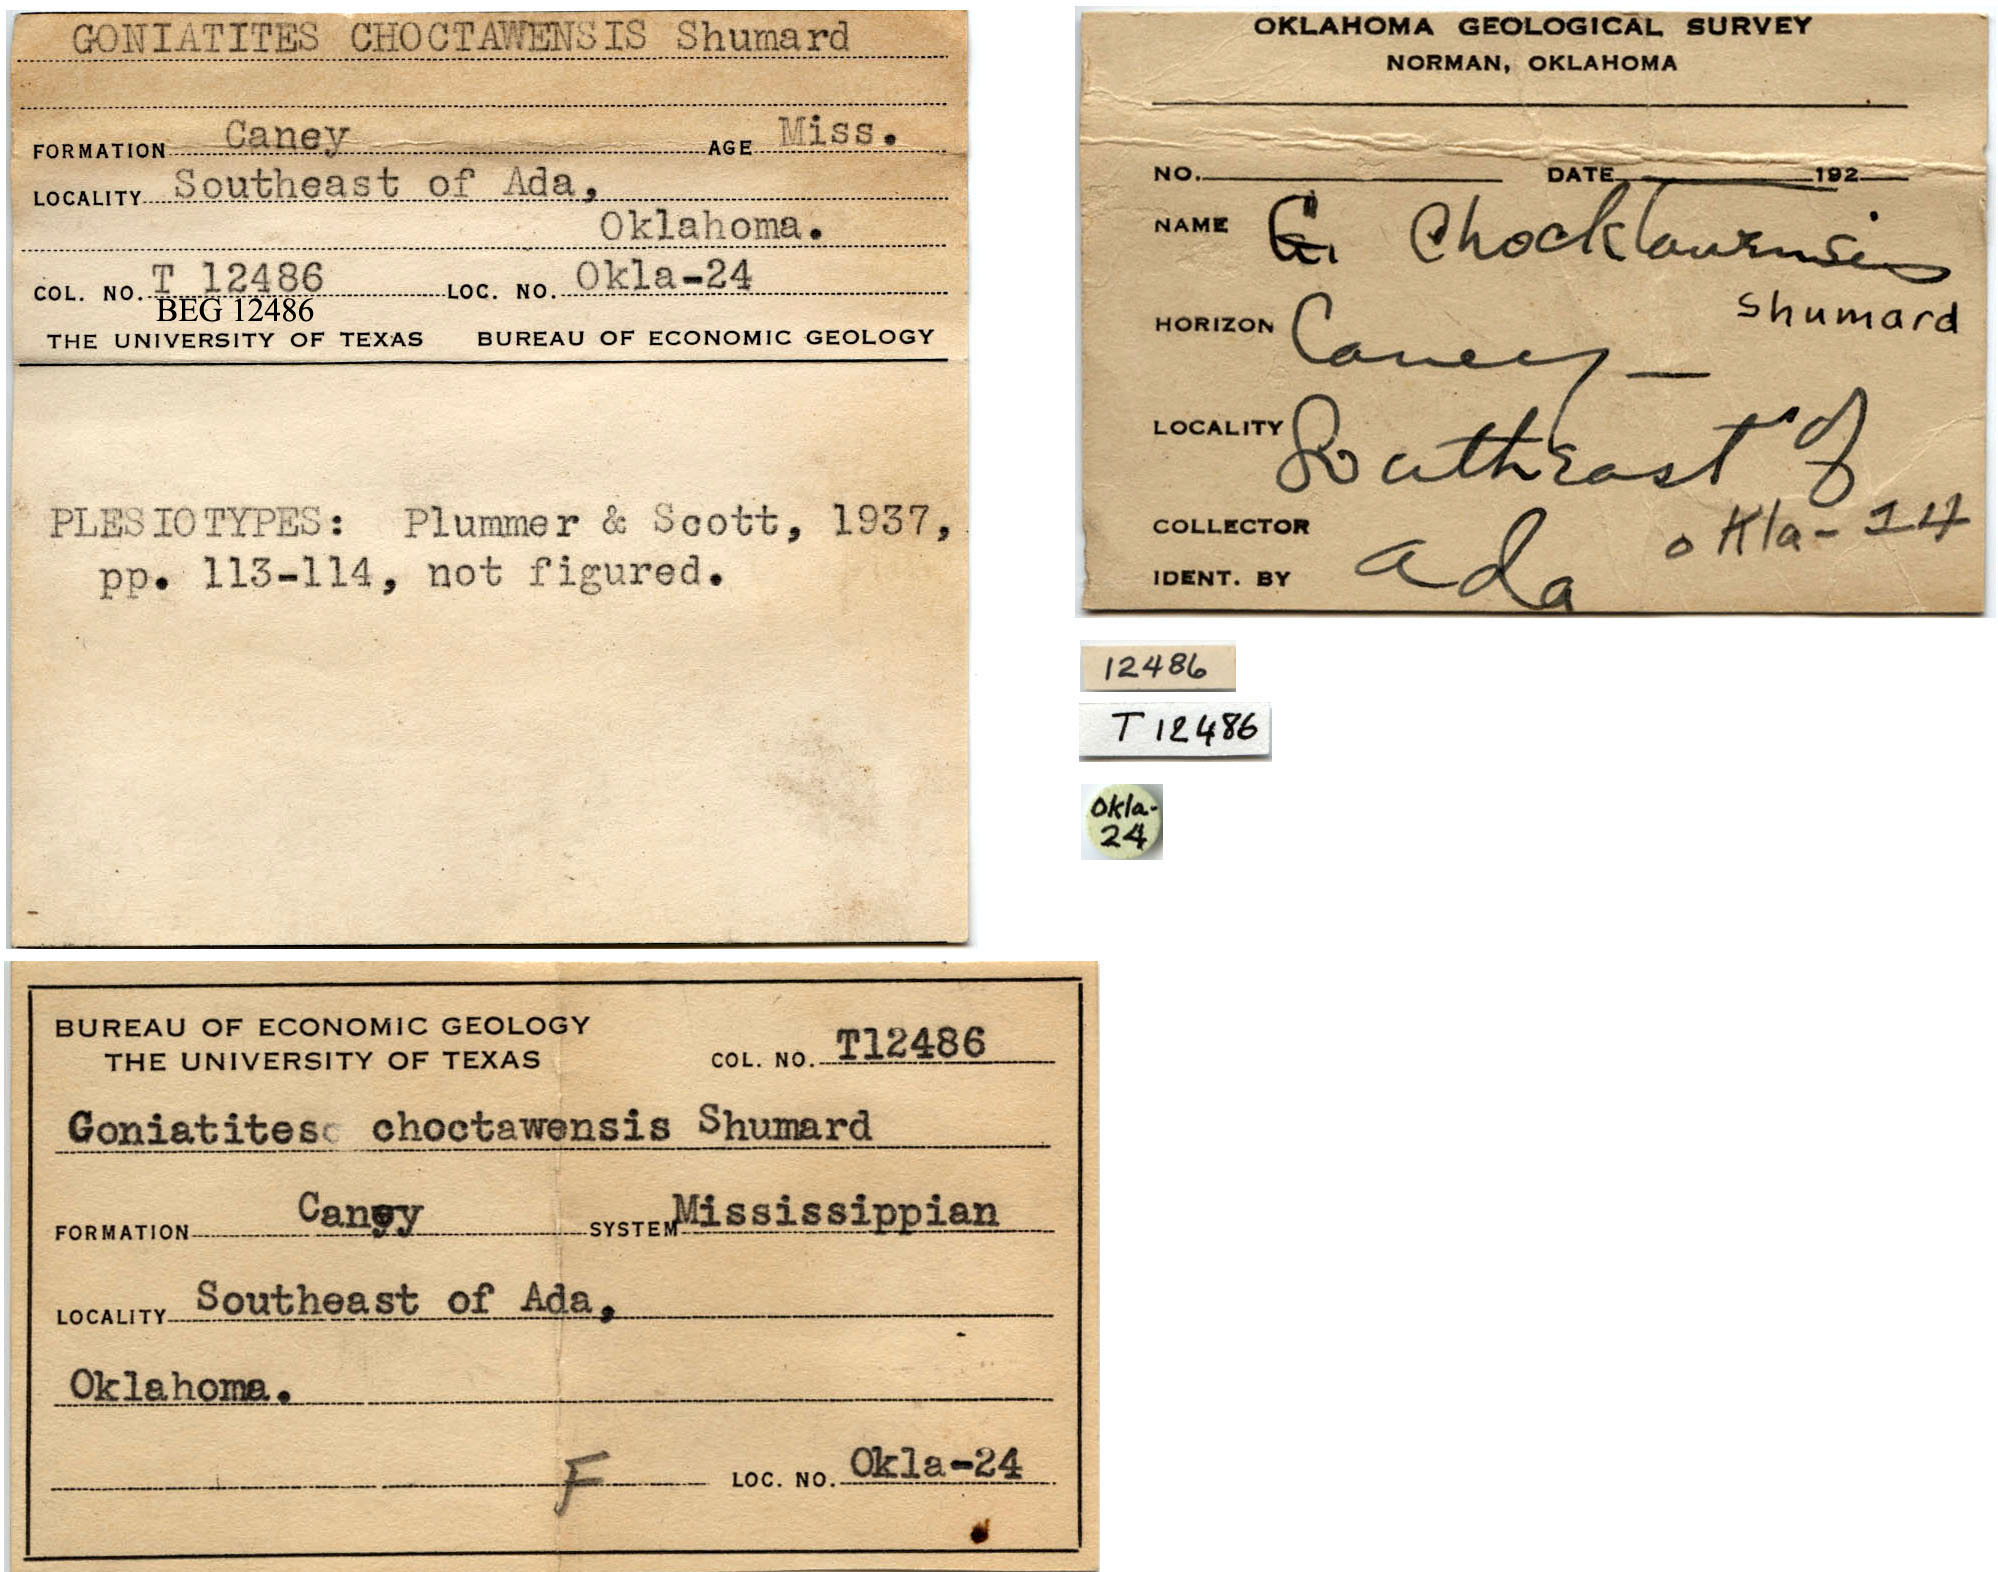 GONIATITES CHOCTAWENSIS Shumard
FORMATION Caney AGE Miss.
LOCALITY Southeast of Ada,
Oklahoma.
COL. NO. T 12486 LOC. NO. Okla-24
BEG 12486
THE UNIVERSITY OF TEXAS BUREAU OF ECONOMIC GEOLOGY
PLESIOTYPES: Plummer & Scott, 1937,
pp. 113-114, not figured.
OKLAHOMA GEOLOGICAL SURVEY
NORMAN, OKLAHOMA
NO. DATE 192
NAME G. Chocktawensis
Shumard
HORIZON Caney —
LOCALITY Southeast of
COLLECTOR Ada Okla-24
IDENT. BY
12486
T 12486
Okla-
24
BUREAU OF ECONOMIC GEOLOGY
THE UNIVERSITY OF TEXAS COL. NO. T12486
Goniatites choctawensis Shumard
FORMATION Caney SYSTEM Mississippian
LOCALITY Southeast of Ada,
Oklahoma.
F LOC. NO. Okla-24